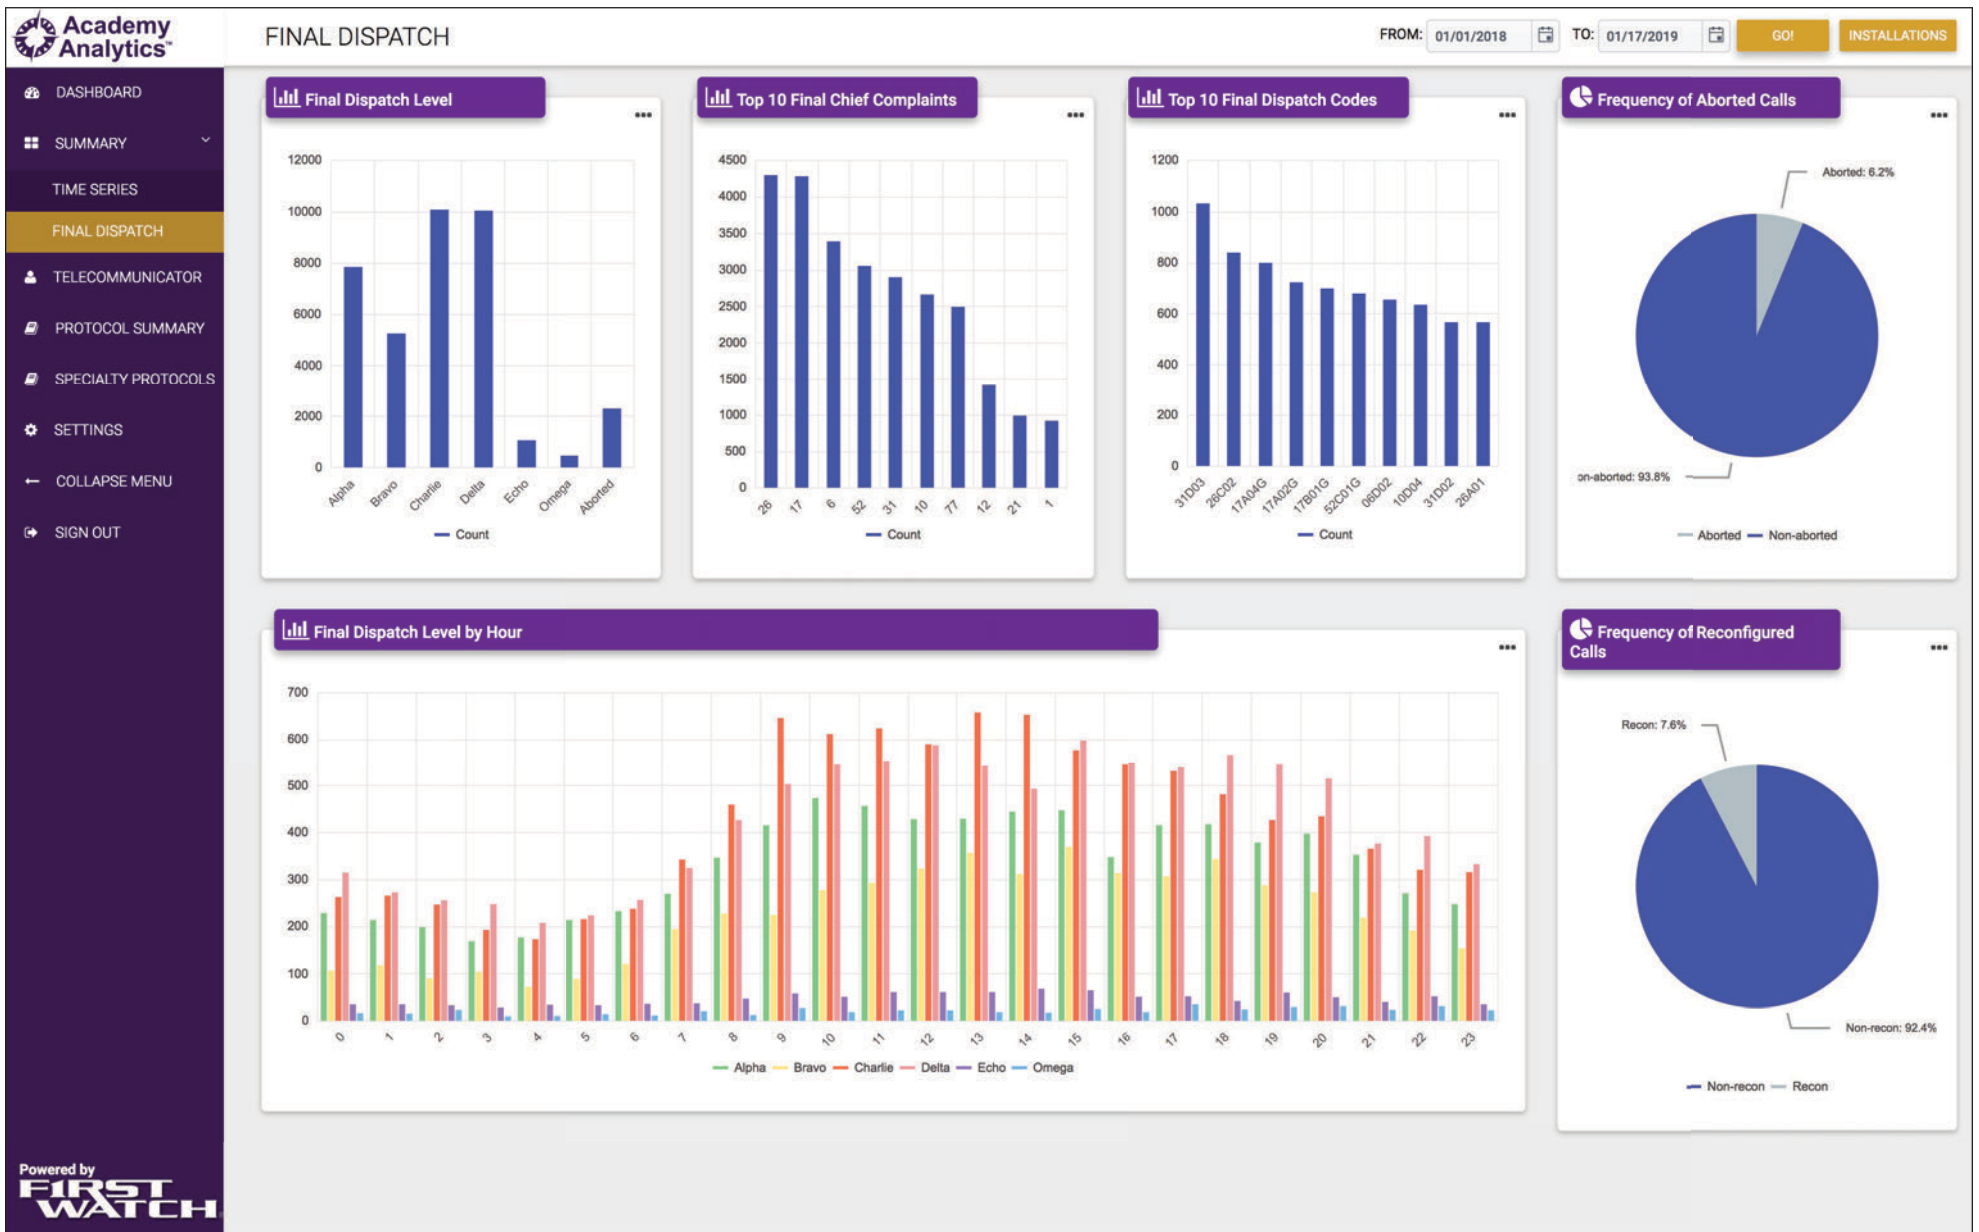 Academy
Analytics™
FINAL DISPATCH
FROM: 01/01/2018 TO: 01/17/2019 GO! INSTALLATIONS
DASHBOARD
SUMMARY
TIME SERIES
FINAL DISPATCH
TELECOMMUNICATOR
PROTOCOL SUMMARY
SPECIALTY PROTOCOLS
SETTINGS
COLLAPSE MENU
SIGN OUT
Powered by
FIRST
WATCH
Final Dispatch Level
12000
10000
8000
6000
4000
2000
0
Alpha Bravo Charlie Delta Echo Omega Aborted
Count
Top 10 Final Chief Complaints
4500
4000
3500
3000
2500
2000
1500
1000
500
0
26 17 6 52 31 10 77 12 21 1
Count
Top 10 Final Dispatch Codes
1200
1000
800
600
400
200
0
31D03 26C02 17A04G 17A02G 17B01G 52C01G 06D02 10D04 31D02 26A01
Count
Frequency of Aborted Calls
Aborted: 6.2%
on-aborted: 93.8%
Aborted Non-aborted
Final Dispatch Level by Hour
700
600
500
400
300
200
100
0
0 1 2 3 4 5 6 7 8 9 10 11 12 13 14 15 16 17 18 19 20 21 22 23
Alpha Bravo Charlie Delta Echo Omega
Frequency of Reconfigured
Calls
Recon: 7.6%
Non-recon: 92.4%
Non-recon Recon